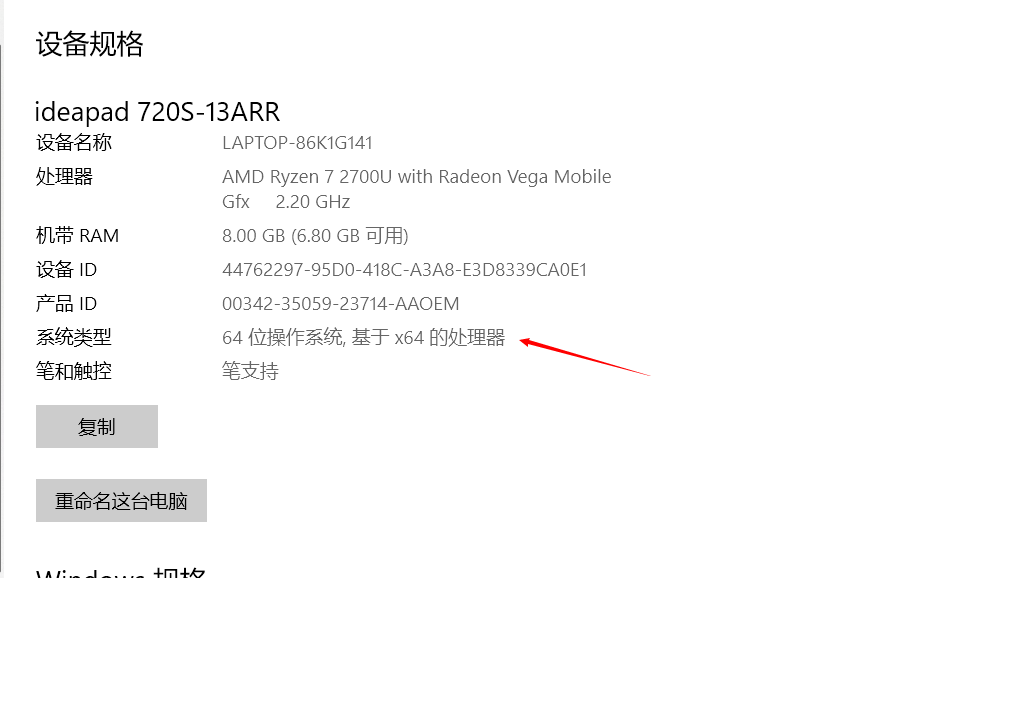 设备规格
ideapad 720S-13ARR
设备名称 LAPTOP-86K1G141
处理器 AMD Ryzen 7 2700U with Radeon Vega Mobile
Gfx 2.20 GHz
机带 RAM 8.00 GB (6.80 GB 可用)
设备 ID 44762297-95D0-418C-A3A8-E3D8339CA0E1
产品 ID 00342-35059-23714-AAOEM
系统类型 64 位操作系统, 基于 x64 的处理器
笔和触控 笔支持
复制
重命名这台电脑
Windows 规格